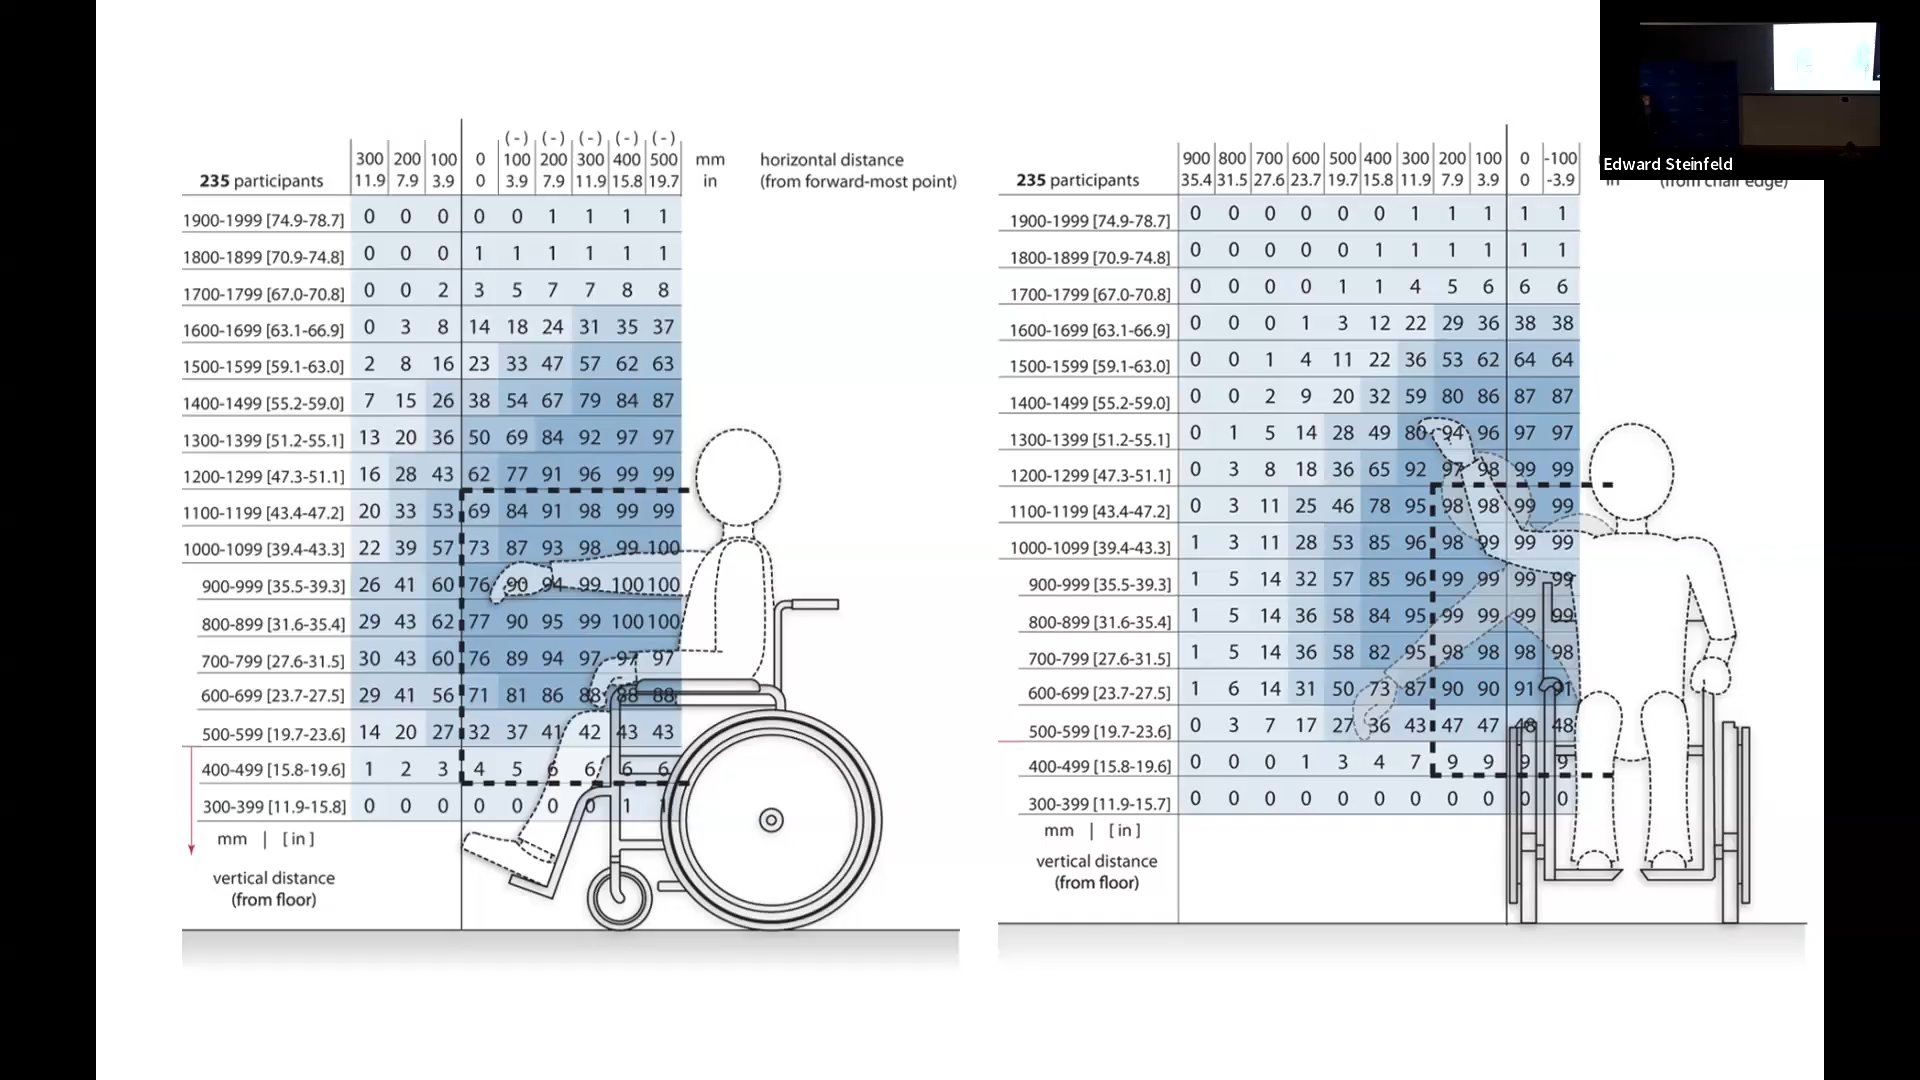 (-) (-) (-) (-) (-)
300 200 100 0 100 200 300 400 500 mm horizontal distance
235 participants 11.9 7.9 3.9 0 3.9 7.9 11.9 15.8 19.7 in (from forward-most point)
1900-1999 [74.9-78.7] 0 0 0 0 0 1 1 1 1
1800-1899 [70.9-74.8] 0 0 0 1 1 1 1 1 1
1700-1799 [67.0-70.8] 0 0 2 3 5 7 7 8 8
1600-1699 [63.1-66.9] 0 3 8 14 18 24 31 35 37
1500-1599 [59.1-63.0] 2 8 16 23 33 47 57 62 63
1400-1499 [55.2-59.0] 7 15 26 38 54 67 79 84 87
1300-1399 [51.2-55.1] 13 20 36 50 69 84 92 97 97
1200-1299 [47.3-51.1] 16 28 43 62 77 91 96 99 99
1100-1199 [43.4-47.2] 20 33 53 69 84 91 98 99 99
1000-1099 [39.4-43.3] 22 39 57 73 87 93 98 99 100
900-999 [35.5-39.3] 26 41 60 76 90 94 99 100 100
800-899 [31.6-35.4] 29 43 62 77 90 95 99 100 100
700-799 [27.6-31.5] 30 43 60 76 89 94 97 97 97
600-699 [23.7-27.5] 29 41 56 71 81 86 88 88 88
500-599 [19.7-23.6] 14 20 27 32 37 41 42 43 43
400-499 [15.8-19.6] 1 2 3 4 5 6 6 6 6
300-399 [11.9-15.8] 0 0 0 0 0 0 0 1 1
mm | [ in ]
vertical distance
(from floor)
900 800 700 600 500 400 300 200 100 0 -100
235 participants 35.4 31.5 27.6 23.7 19.7 15.8 11.9 7.9 3.9 0 -3.9 in (from chair edge)
1900-1999 [74.9-78.7] 0 0 0 0 0 0 1 1 1 1 1
1800-1899 [70.9-74.8] 0 0 0 0 0 1 1 1 1 1 1
1700-1799 [67.0-70.8] 0 0 0 0 1 1 4 5 6 6 6
1600-1699 [63.1-66.9] 0 0 0 1 3 12 22 29 36 38 38
1500-1599 [59.1-63.0] 0 0 1 4 11 22 36 53 62 64 64
1400-1499 [55.2-59.0] 0 0 2 9 20 32 59 80 86 87 87
1300-1399 [51.2-55.1] 0 1 5 14 28 49 80 94 96 97 97
1200-1299 [47.3-51.1] 0 3 8 18 36 65 92 97 98 99 99
1100-1199 [43.4-47.2] 0 3 11 25 46 78 95 98 98 99 99
1000-1099 [39.4-43.3] 1 3 11 28 53 85 96 98 99 99 99
900-999 [35.5-39.3] 1 5 14 32 57 85 96 99 99 99 99
800-899 [31.6-35.4] 1 5 14 36 58 84 95 99 99 99 99
700-799 [27.6-31.5] 1 5 14 36 58 82 95 98 98 98 98
600-699 [23.7-27.5] 1 6 14 31 50 73 87 90 90 91 91
500-599 [19.7-23.6] 0 3 7 17 27 36 43 47 47 48 48
400-499 [15.8-19.6] 0 0 0 1 3 4 7 9 9 9 9
300-399 [11.9-15.7] 0 0 0 0 0 0 0 0 0 0 0
mm | [ in ]
vertical distance
(from floor)
Edward Steinfeld